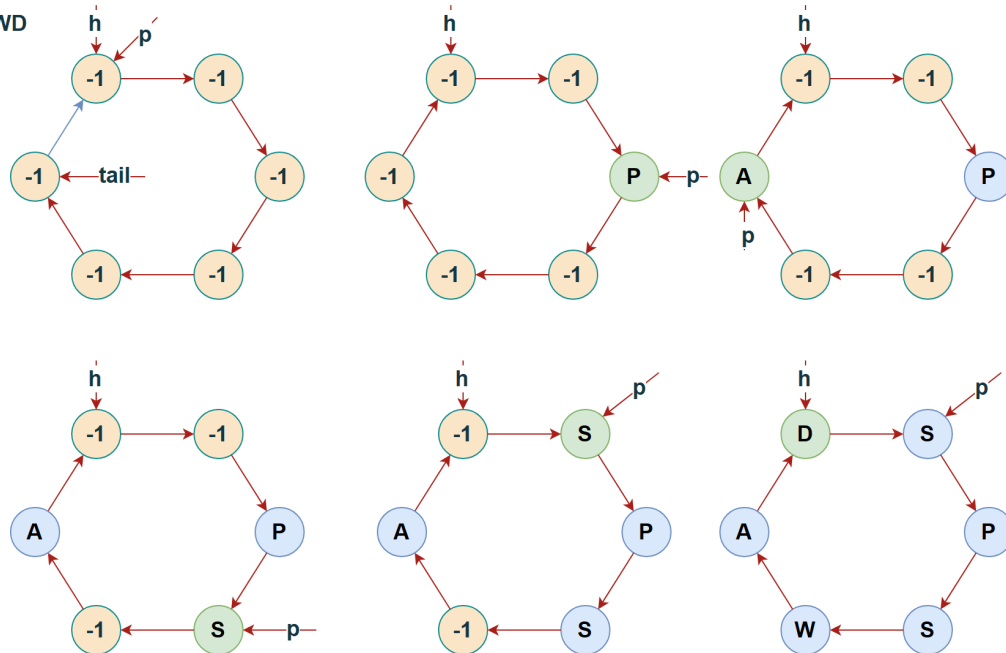 WD h h h
p
-1 -1 -1 -1 -1 -1
-1 tail -1 -1 P p A P
p
-1 -1 -1 -1 -1 -1
h h p h p
-1 -1 -1 S D S
A P A P A P
-1 S p -1 S W S